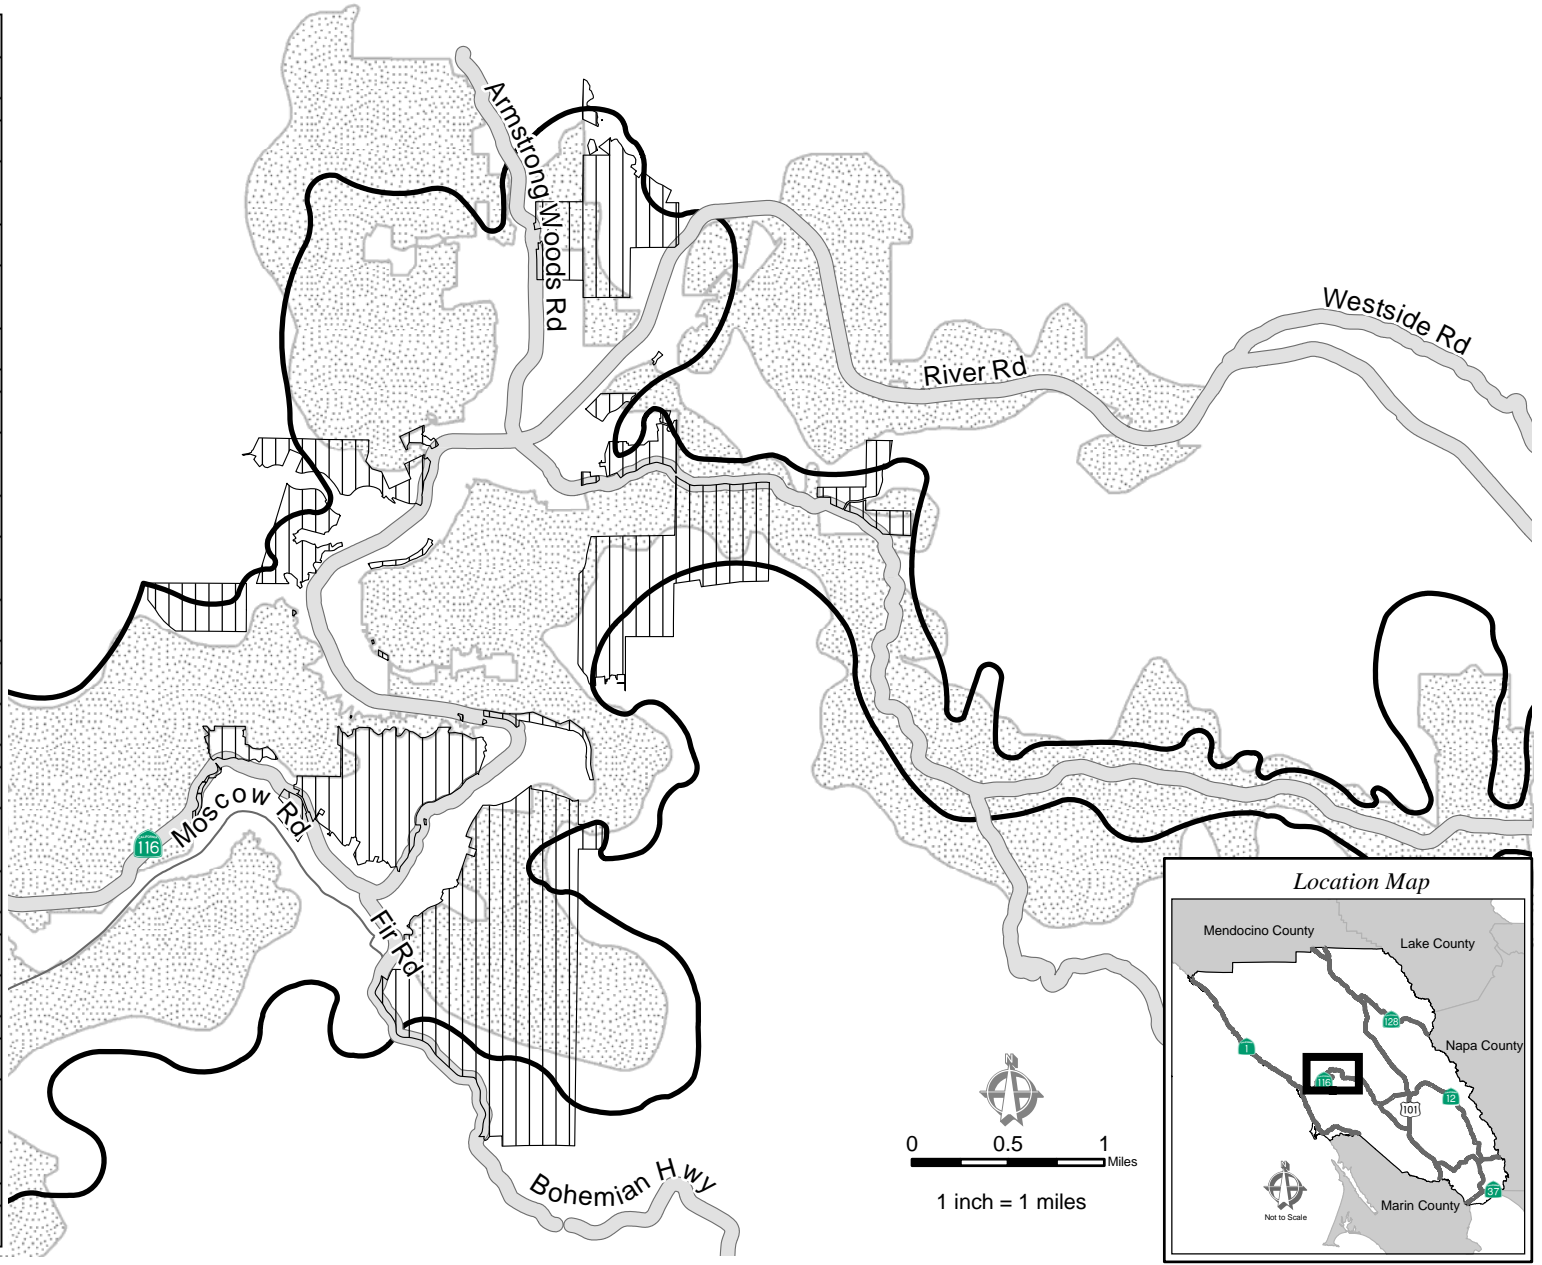 Armstrong Woods Rd
Westside Rd
River Rd
Moscow Rd
116
Fir Rd
Bohemian Hwy
N
0 0.5 1
Miles
1 inch = 1 miles
Location Map
Mendocino County
Lake County
128
1
Napa County
116
12
101
37
Marin County
N
Not to Scale